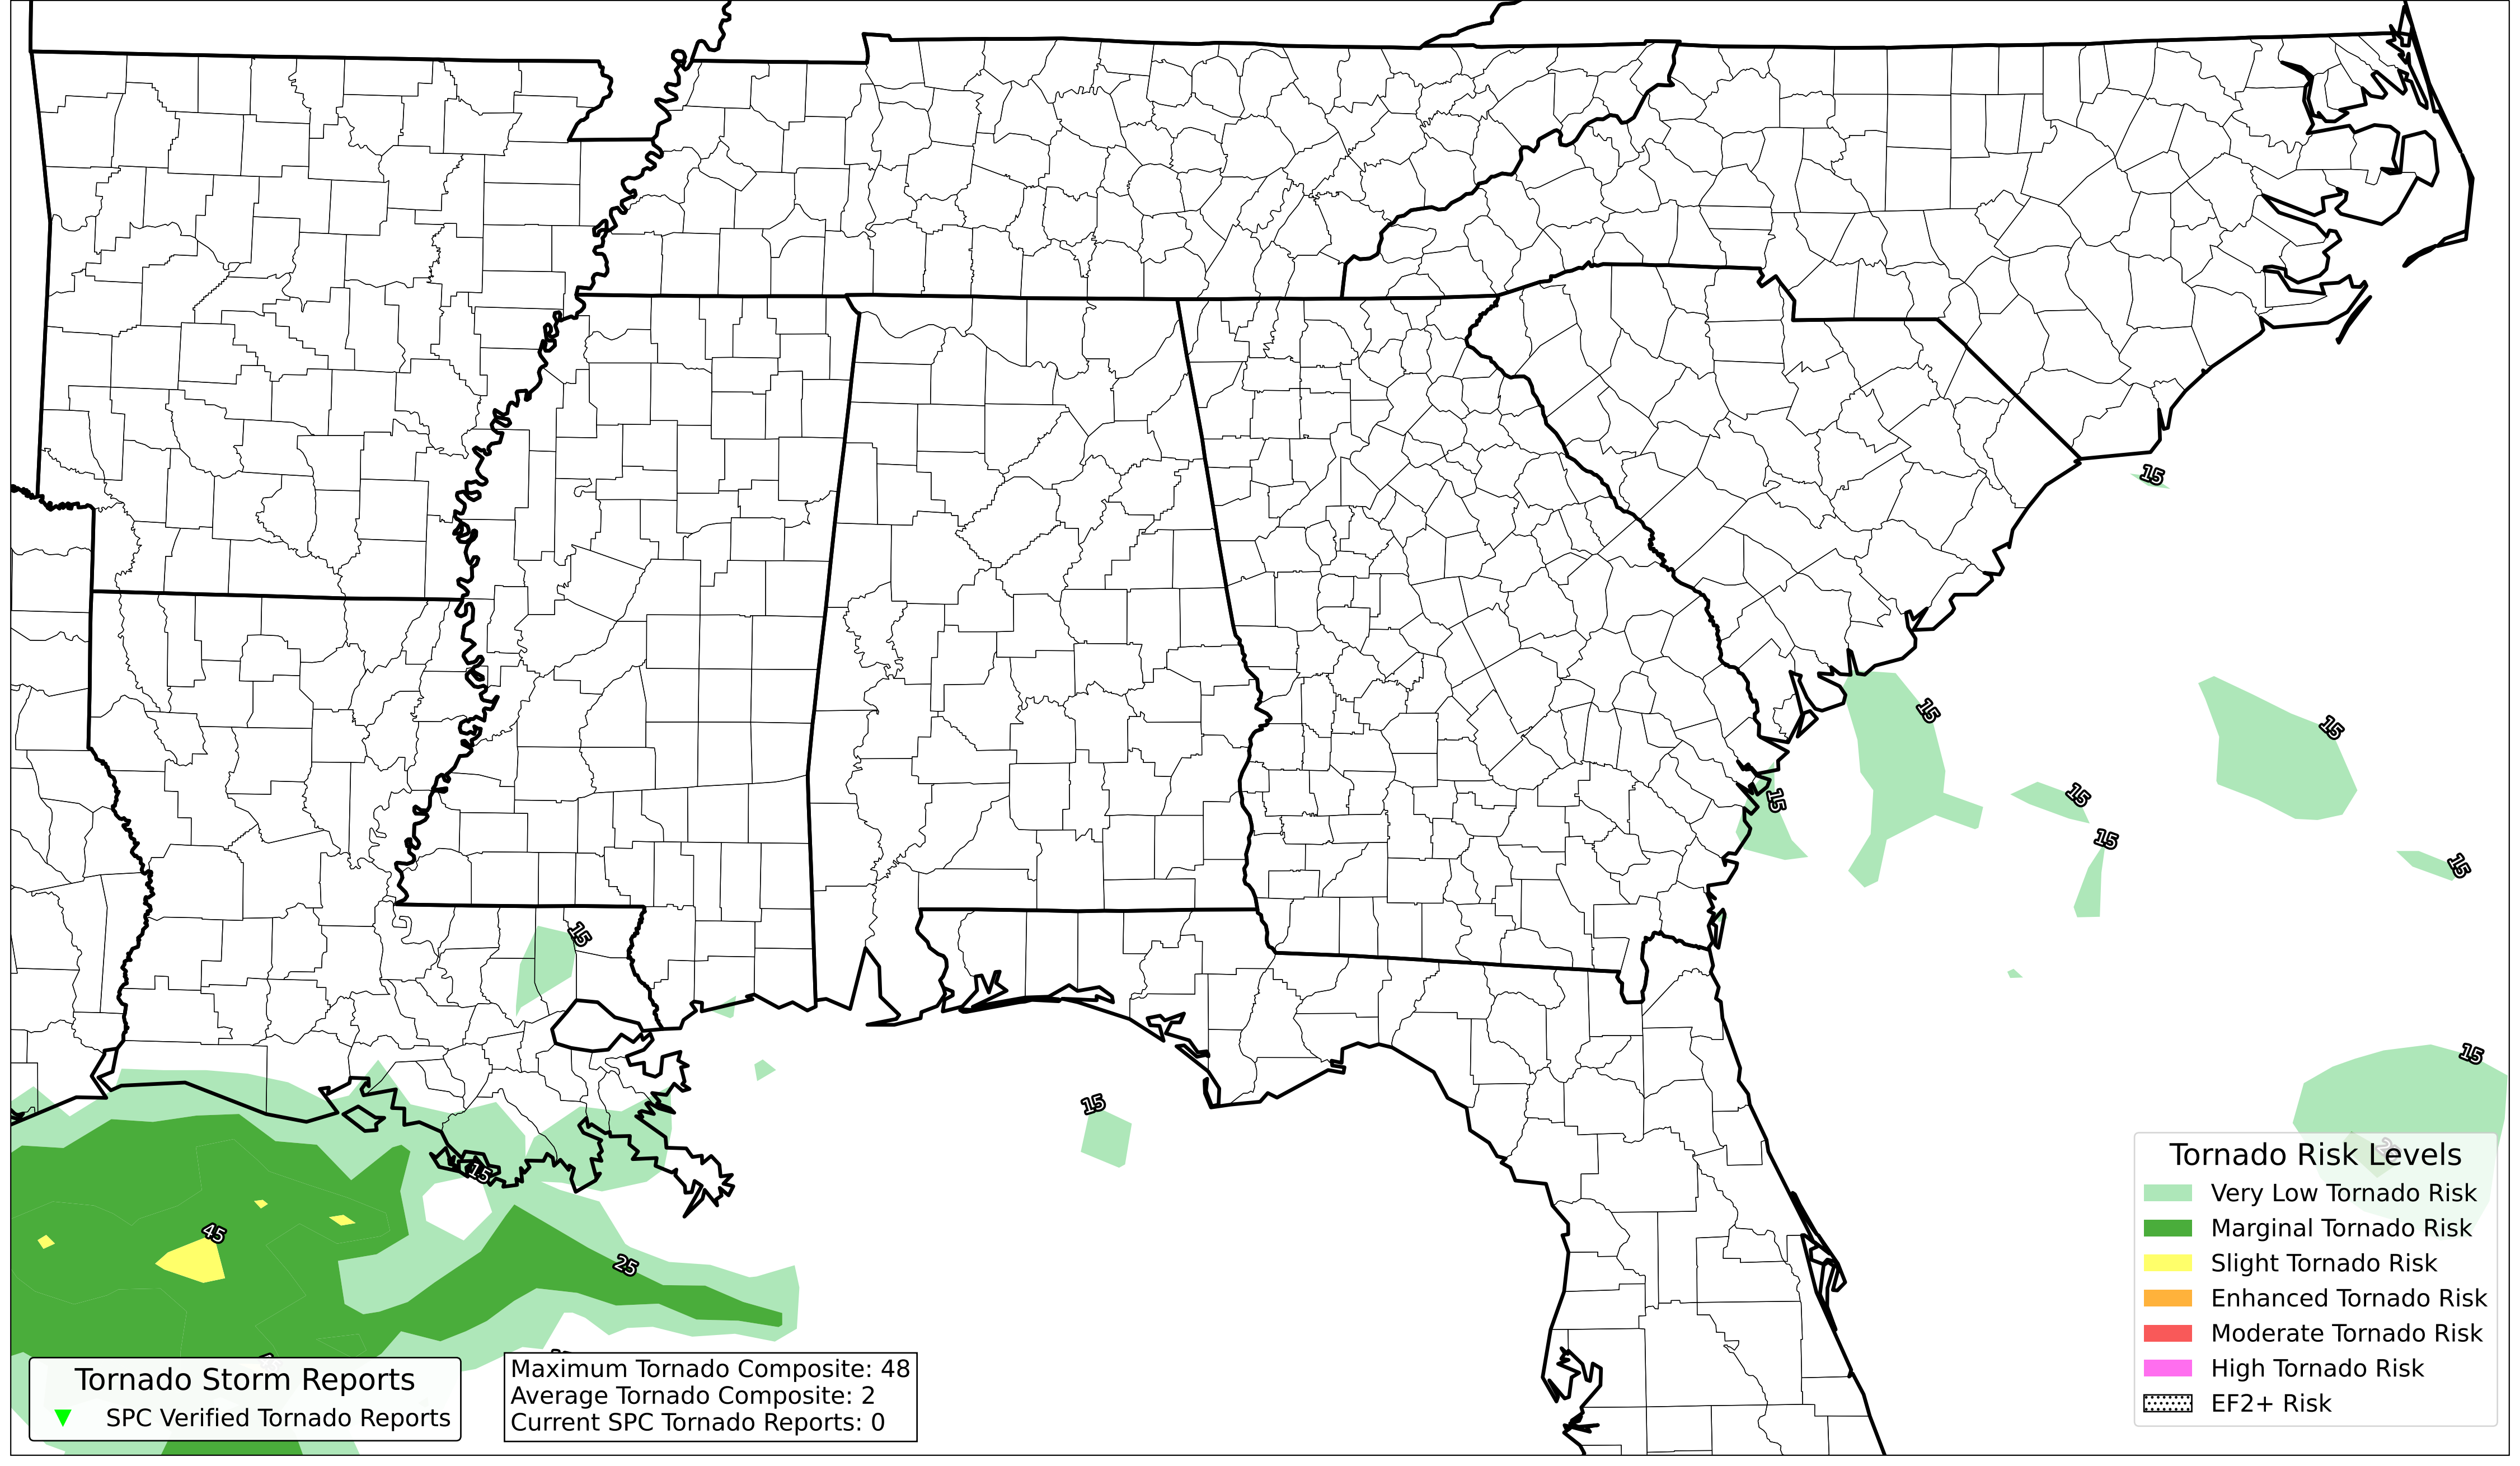 15
15
15
15
15
15
15
15
15
15
15
45
25
Tornado Storm Reports
SPC Verified Tornado Reports
Maximum Tornado Composite: 48
Average Tornado Composite: 2
Current SPC Tornado Reports: 0
Tornado Risk Levels
Very Low Tornado Risk
Marginal Tornado Risk
Slight Tornado Risk
Enhanced Tornado Risk
Moderate Tornado Risk
High Tornado Risk
EF2+ Risk